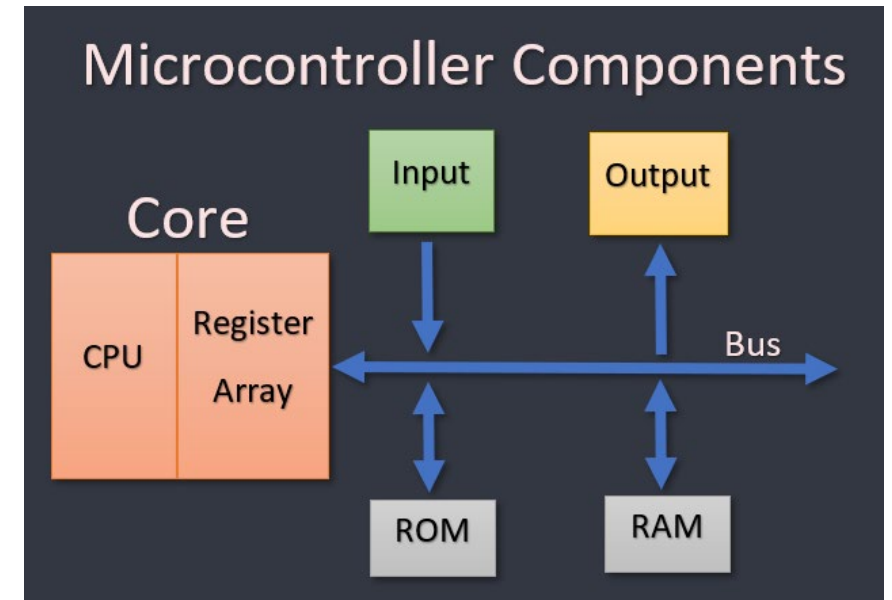 Microcontroller Components
Input
Output
Core
CPU
Register
Array
Bus
ROM
RAM